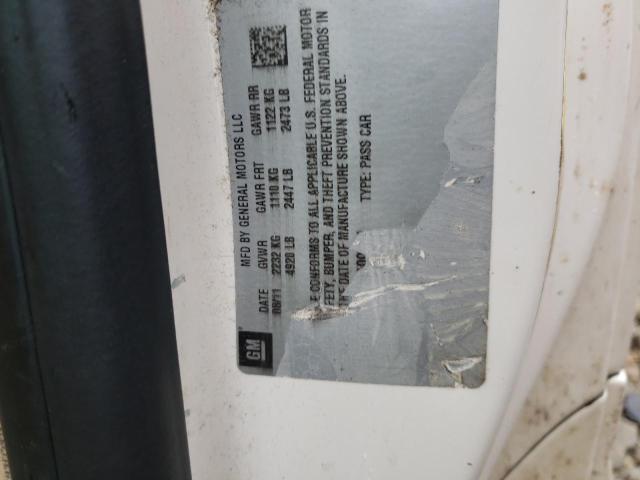 GM
MFD BY GENERAL MOTORS LLC
DATE GVWR GAWR FRT GAWR RR
08/11 2232 KG 1110 KG 1122 KG
4920 LB 2447 LB 2473 LB
CONFORMS TO ALL APPLICABLE U.S. FEDERAL MOTOR
BUMPER, AND THEFT PREVENTION STANDARDS IN
DATE OF MANUFACTURE SHOWN ABOVE.
TYPE: PASS CAR